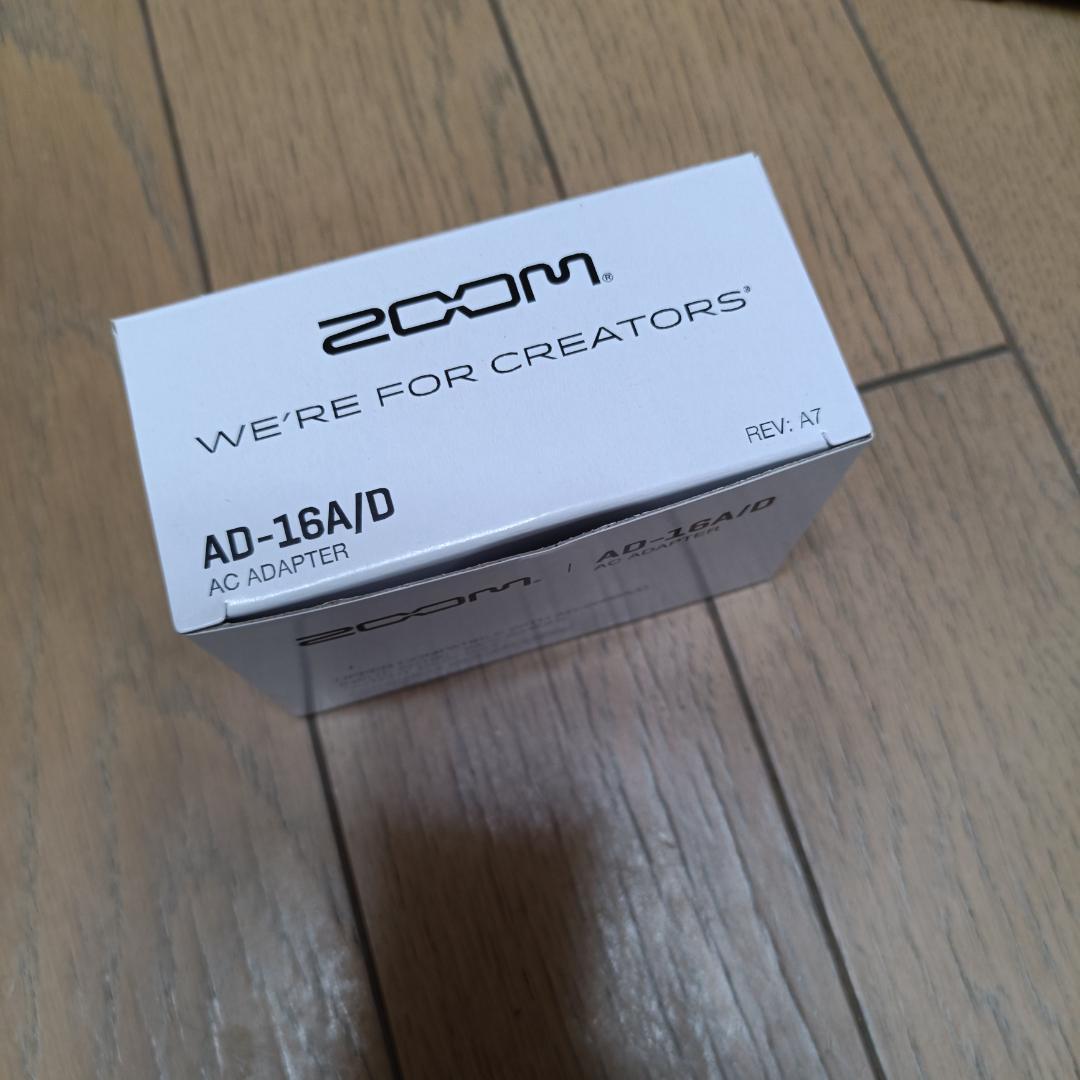 ZOOM®
WE'RE FOR CREATORS®
REV: A7
AD-16A/D
AC ADAPTER
ZOOM® / AD-16A/D
AC ADAPTER